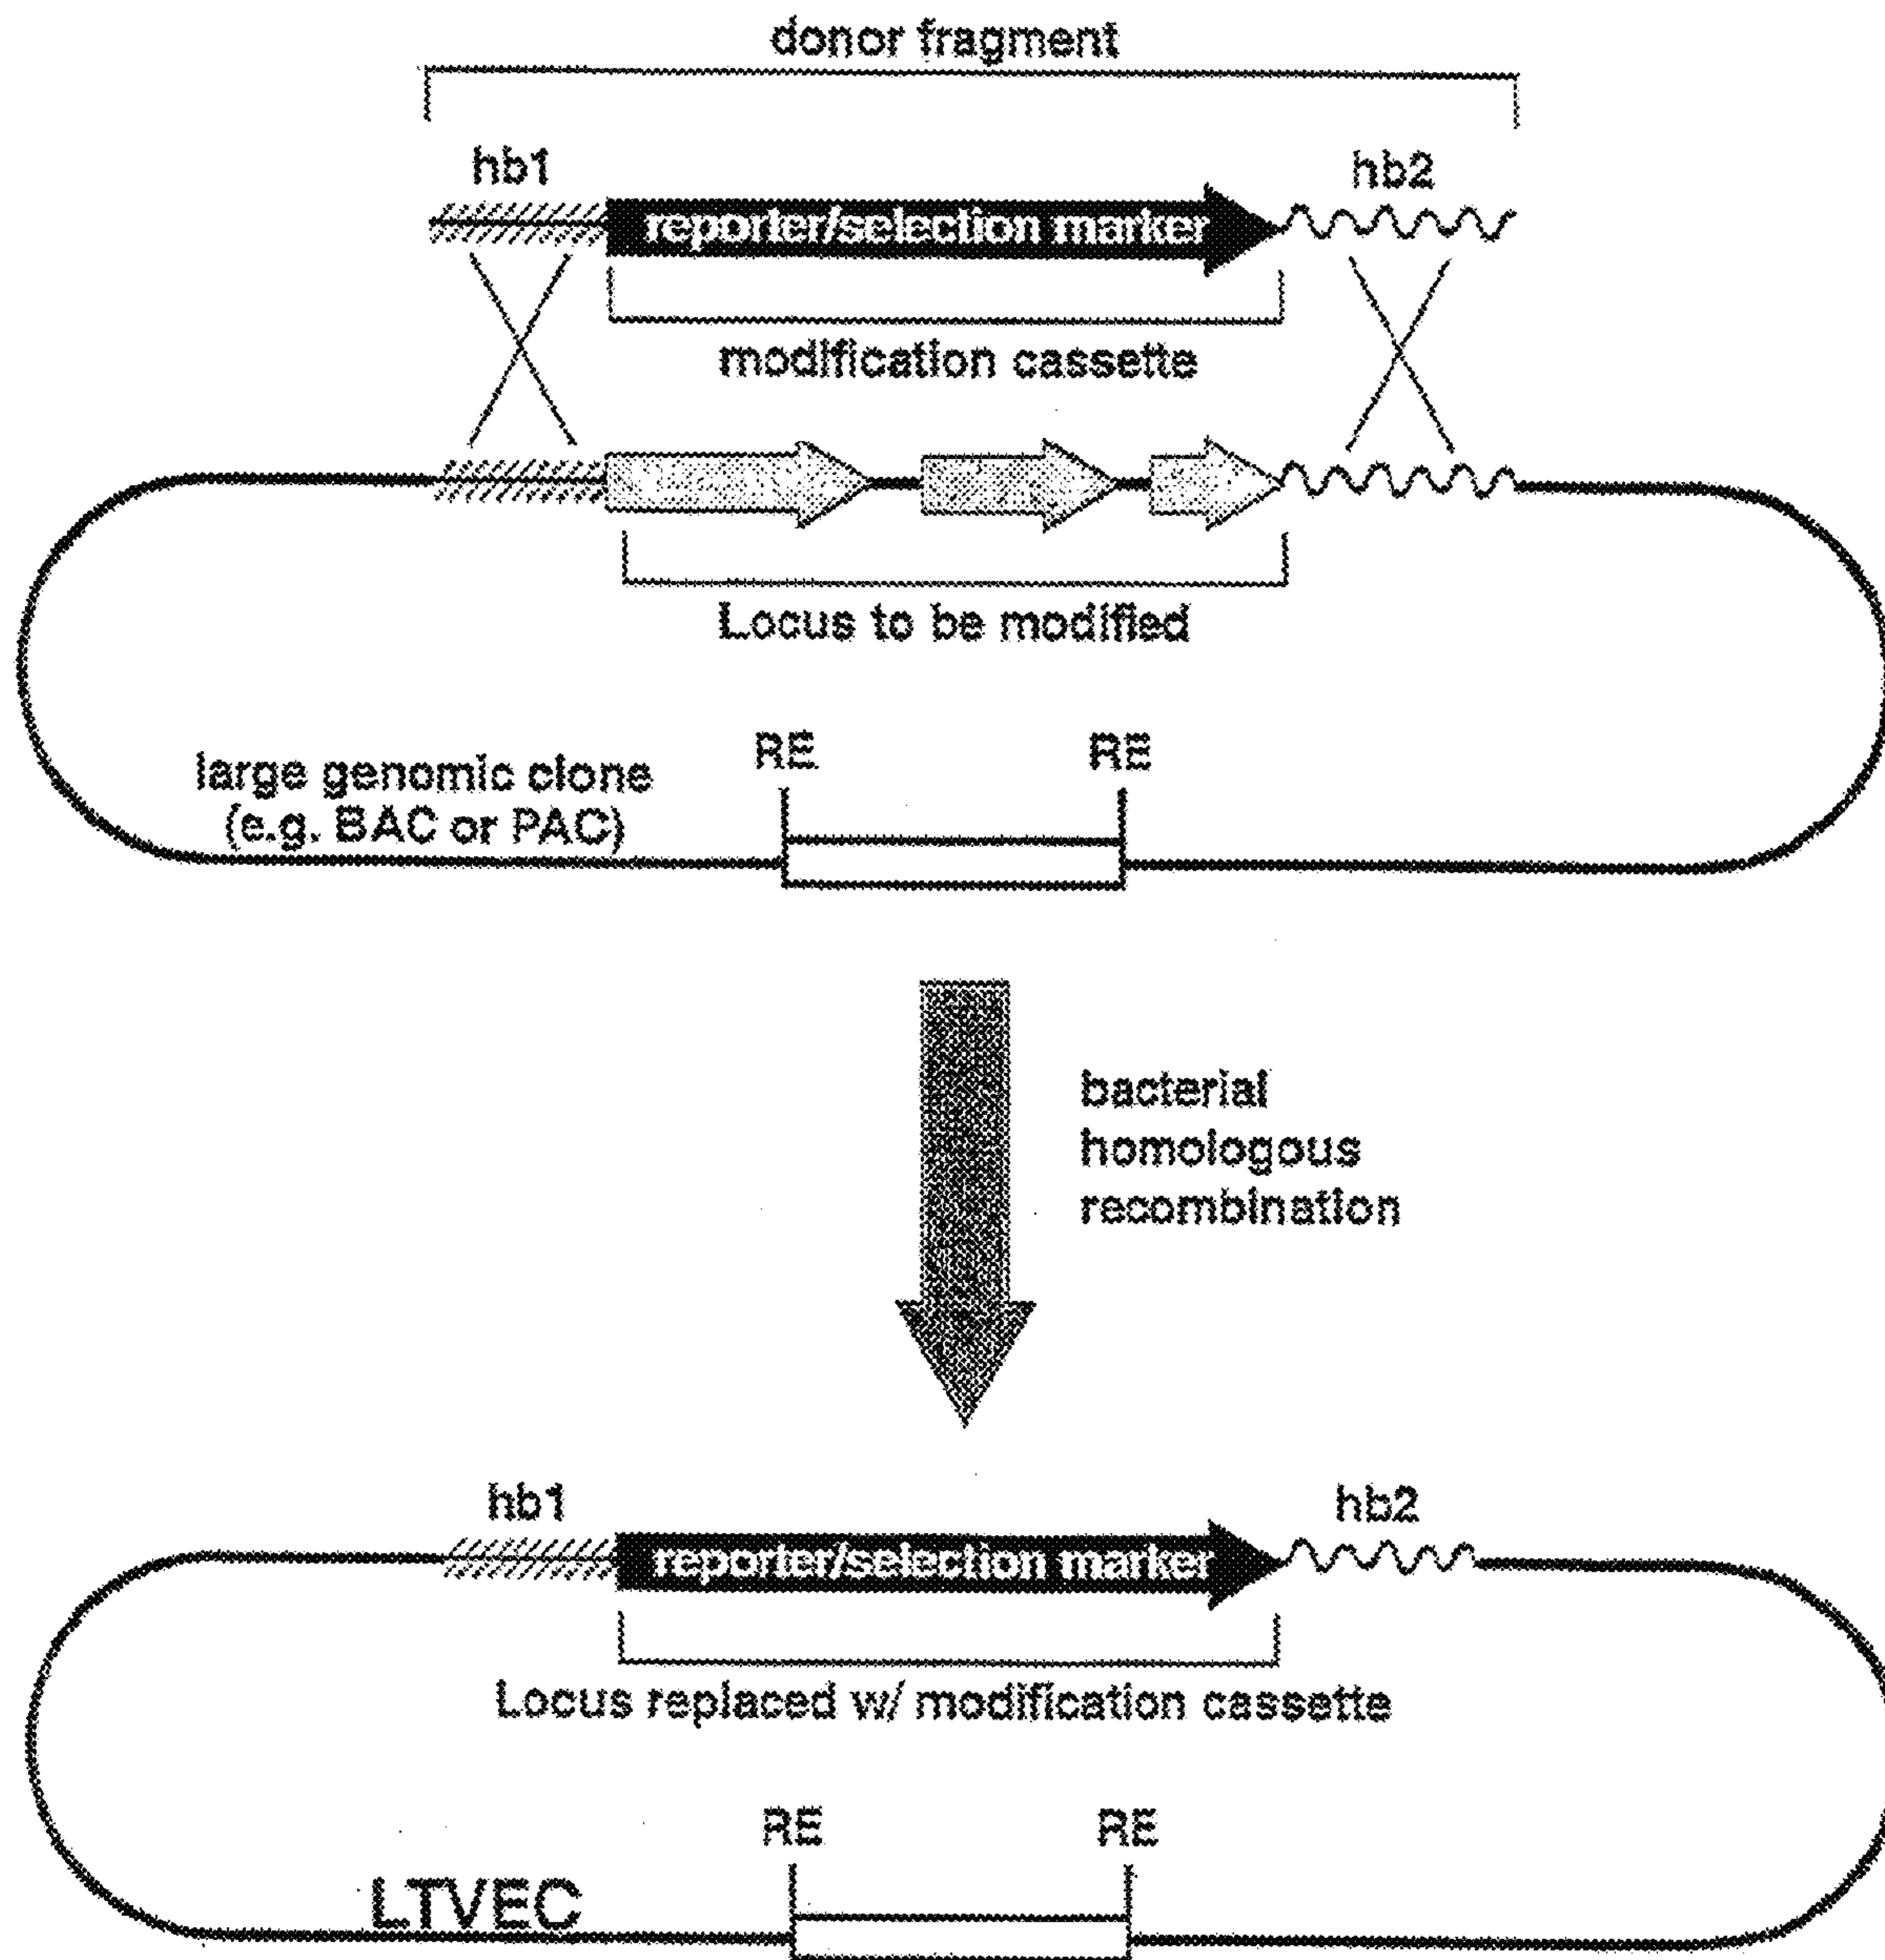 donor fragment
hb1
hb2
reporter/selection marker
modification cassette
Locus to be modified
RE
RE
large genomic clone
(e.g. BAC or PAC)
bacterial
homologous
recombination
hb1
hb2
reporter/selection marker
Locus replaced w/ modification cassette
RE
RE
LTVEC